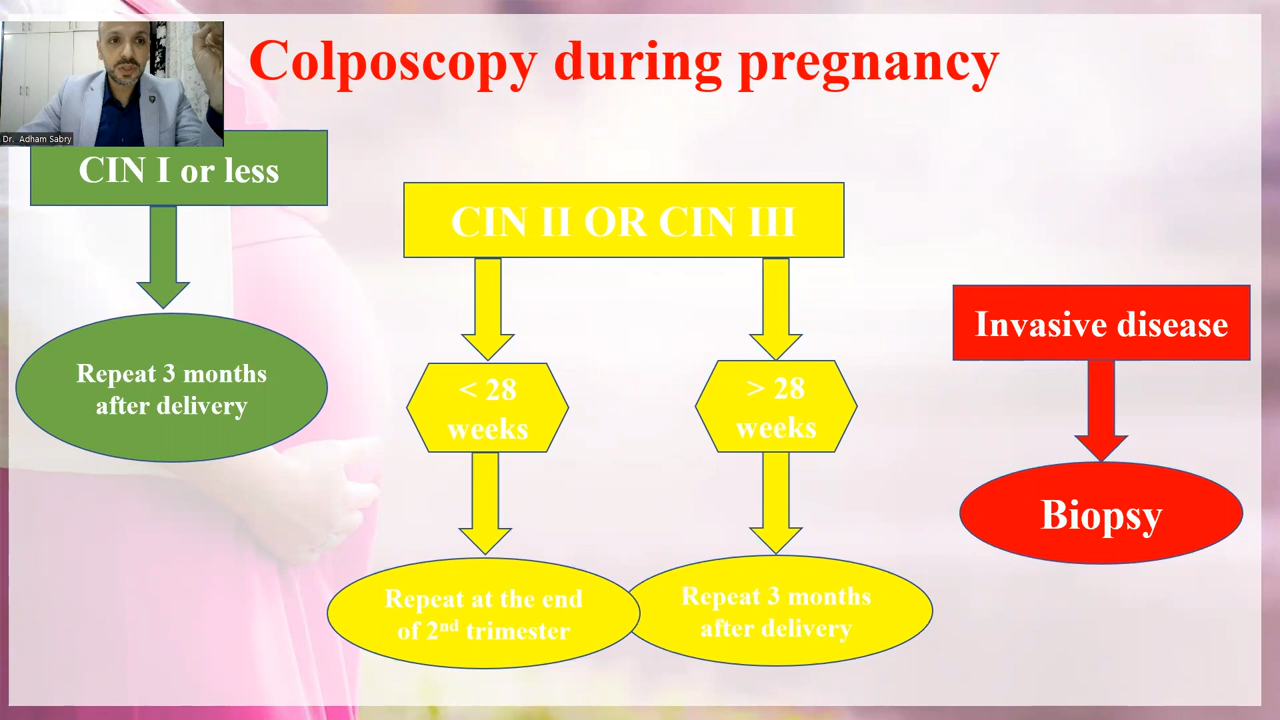 Colposcopy during pregnancy
Dr. Adham Sabry
CIN I or less
Repeat 3 months
after delivery
CIN II OR CIN III
< 28
weeks
Repeat at the end
of 2nd trimester
> 28
weeks
Repeat 3 months
after delivery
Invasive disease
Biopsy